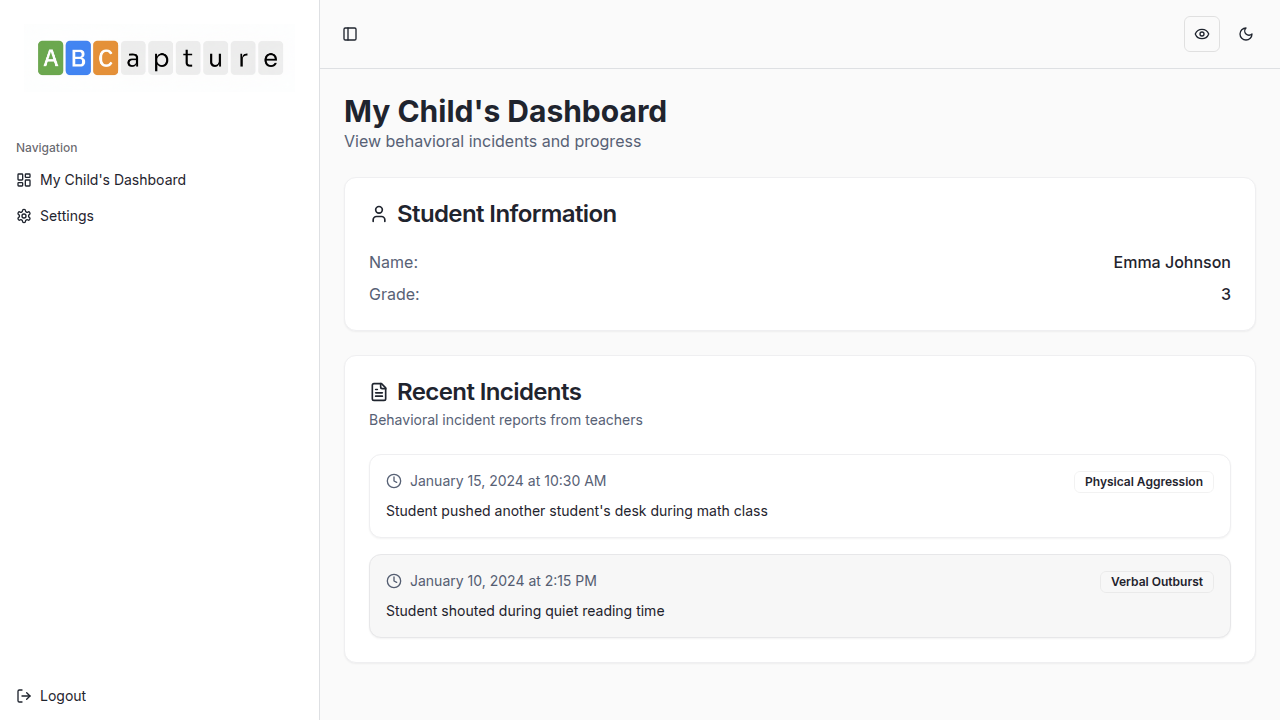 ABCapture
Navigation
My Child's Dashboard
Settings
Logout
My Child's Dashboard
View behavioral incidents and progress
Student Information
Name: Emma Johnson
Grade: 3
Recent Incidents
Behavioral incident reports from teachers
January 15, 2024 at 10:30 AM Physical Aggression
Student pushed another student's desk during math class
January 10, 2024 at 2:15 PM Verbal Outburst
Student shouted during quiet reading time